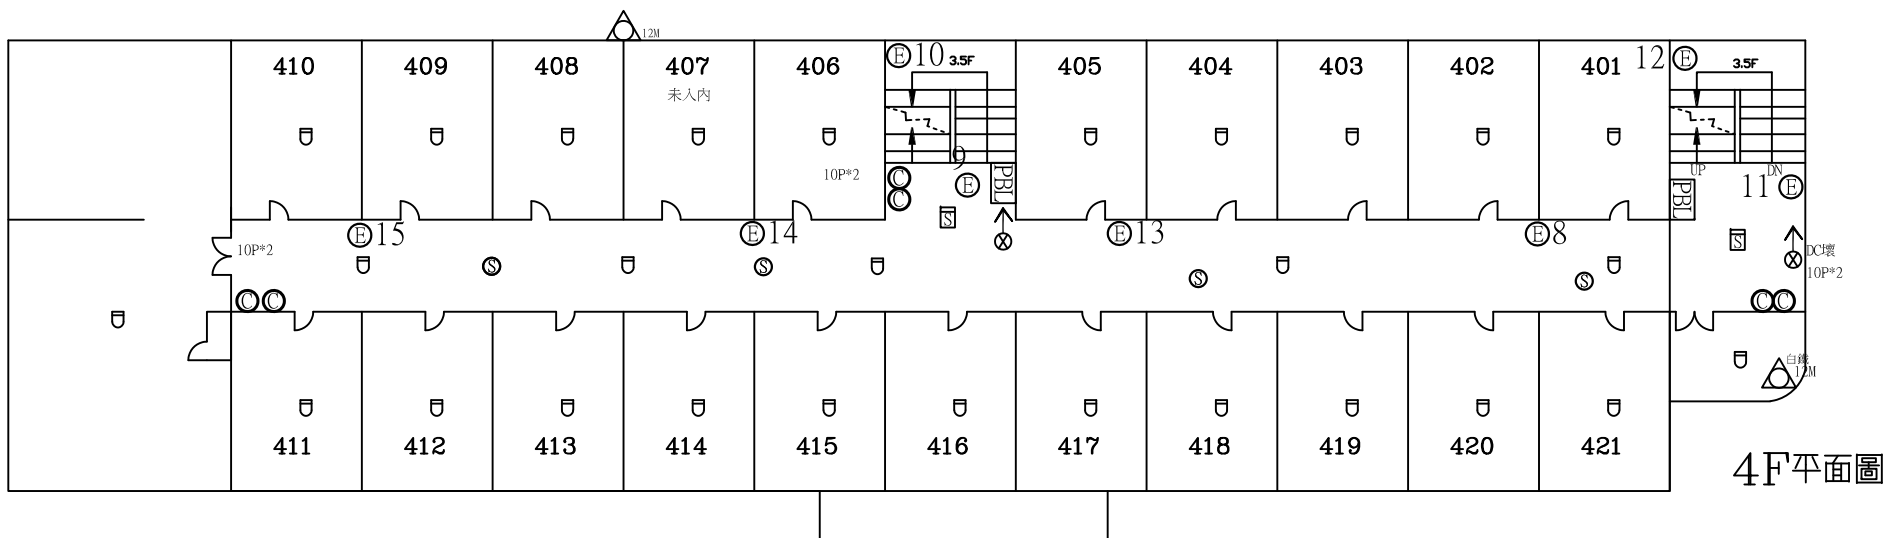 12M
410
409
408
407
406
E 10
3.5F
405
404
403
402
401
12 E
3.5F
未入內
9
10P*2
C
C
E
PBL
S
UP
DN
PBL
11 E
E 15
E 14
E 13
E 8
10P*2
S
S
S
S
S
DC壞
10P*2
C C
C C
白鐵
12M
411
412
413
414
415
416
417
418
419
420
421
4F平面圖